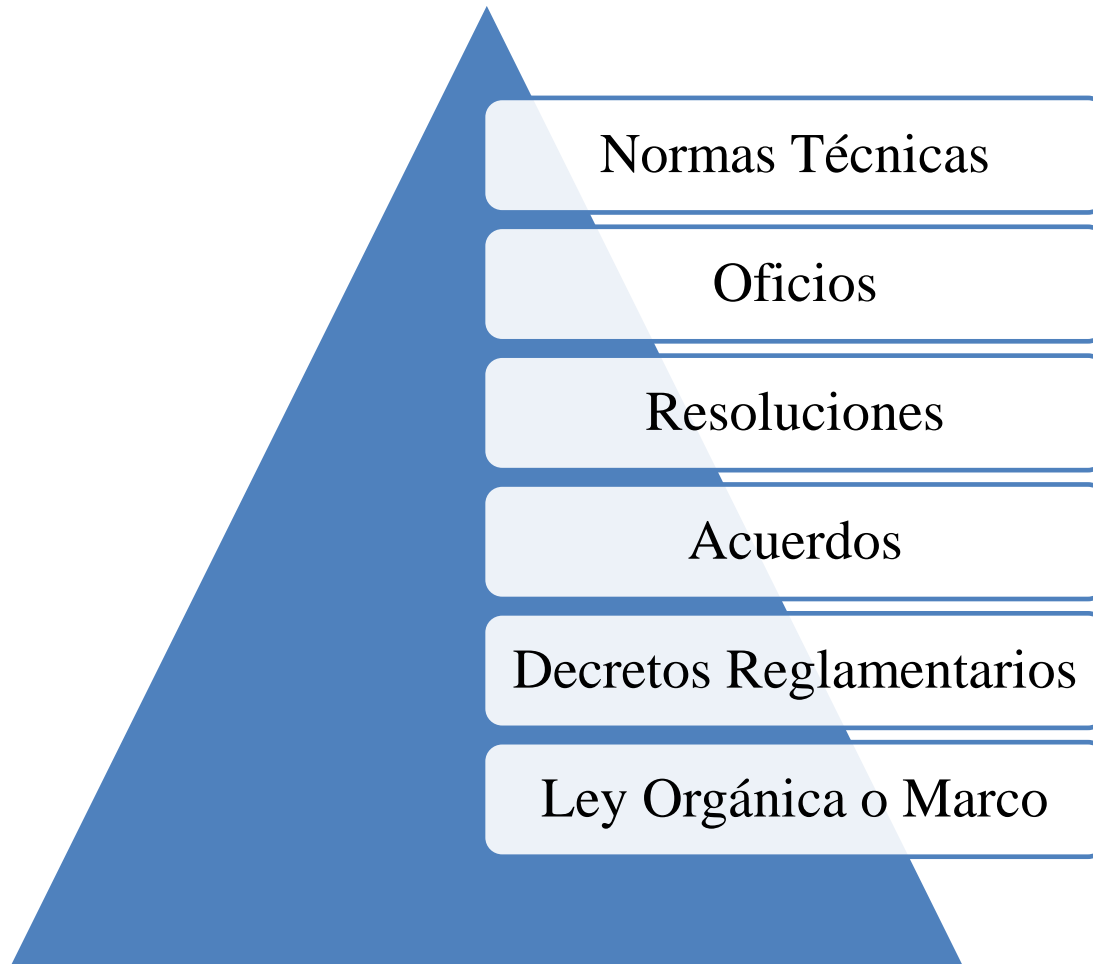 Normas Técnicas
Oficios
Resoluciones
Acuerdos
Decretos Reglamentarios
Ley Orgánica o Marco